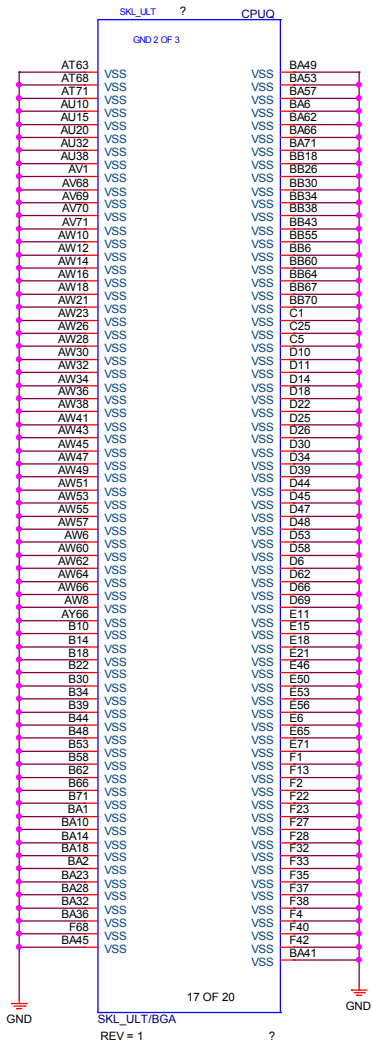 SKL_ULT ? CPUQ
GND 2 OF 3
AT63 VSS VSS BA49
AT68 VSS VSS BA53
AT71 VSS VSS BA57
AU10 VSS VSS BA6
AU15 VSS VSS BA62
AU20 VSS VSS BA66
AU32 VSS VSS BA71
AU38 VSS VSS BB18
AV1 VSS VSS BB26
AV68 VSS VSS BB30
AV69 VSS VSS BB34
AV70 VSS VSS BB38
AV71 VSS VSS BB43
AW10 VSS VSS BB55
AW12 VSS VSS BB6
AW14 VSS VSS BB60
AW16 VSS VSS BB64
AW18 VSS VSS BB67
AW21 VSS VSS BB70
AW23 VSS VSS C1
AW26 VSS VSS C25
AW28 VSS VSS C5
AW30 VSS VSS D10
AW32 VSS VSS D11
AW34 VSS VSS D14
AW36 VSS VSS D18
AW38 VSS VSS D22
AW41 VSS VSS D25
AW43 VSS VSS D26
AW45 VSS VSS D30
AW47 VSS VSS D34
AW49 VSS VSS D39
AW51 VSS VSS D44
AW53 VSS VSS D45
AW55 VSS VSS D47
AW57 VSS VSS D48
AW6 VSS VSS D53
AW60 VSS VSS D58
AW62 VSS VSS D6
AW64 VSS VSS D62
AW66 VSS VSS D66
AW8 VSS VSS D69
AY66 VSS VSS E11
B10 VSS VSS E15
B14 VSS VSS E18
B18 VSS VSS E21
B22 VSS VSS E46
B30 VSS VSS E50
B34 VSS VSS E53
B39 VSS VSS E56
B44 VSS VSS E6
B48 VSS VSS E65
B53 VSS VSS E71
B58 VSS VSS F1
B62 VSS VSS F13
B66 VSS VSS F2
B71 VSS VSS F22
BA1 VSS VSS F23
BA10 VSS VSS F27
BA14 VSS VSS F28
BA18 VSS VSS F32
BA2 VSS VSS F33
BA23 VSS VSS F35
BA28 VSS VSS F37
BA32 VSS VSS F38
BA36 VSS VSS F4
F68 VSS VSS F40
BA45 VSS VSS F42
VSS BA41
17 OF 20
GND GND
SKL_ULT/BGA
REV = 1 ?